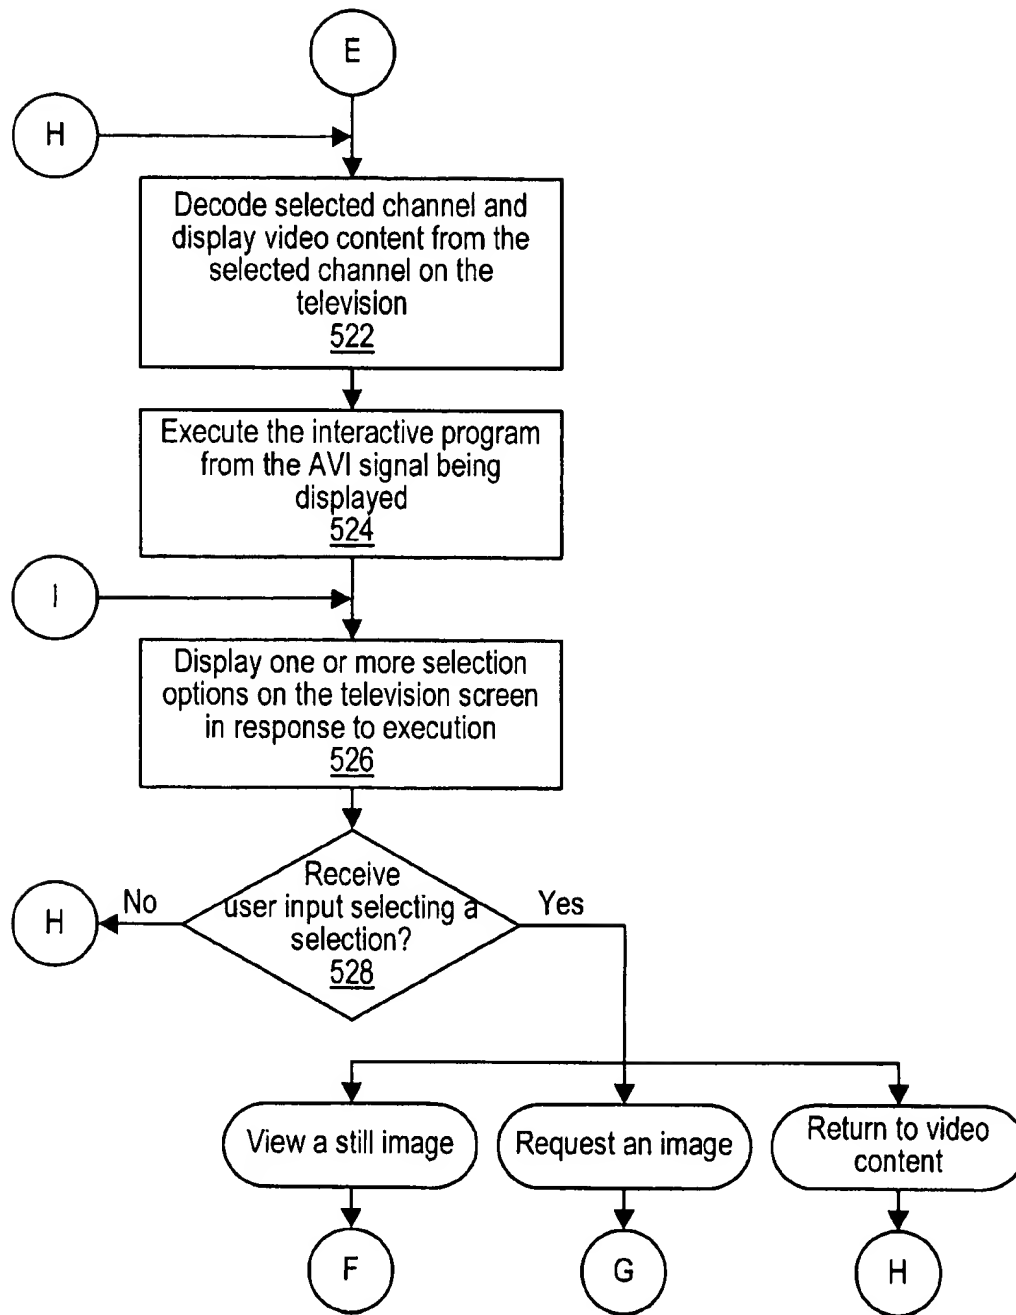 E
H
Decode selected channel and
display video content from the
selected channel on the
television
522
Execute the interactive program
from the AVI signal being
displayed
524
I
Display one or more selection
options on the television screen
in response to execution
526
Receive
user input selecting a
selection?
528
No
H
Yes
View a still image
Request an image
Return to video
content
F
G
H